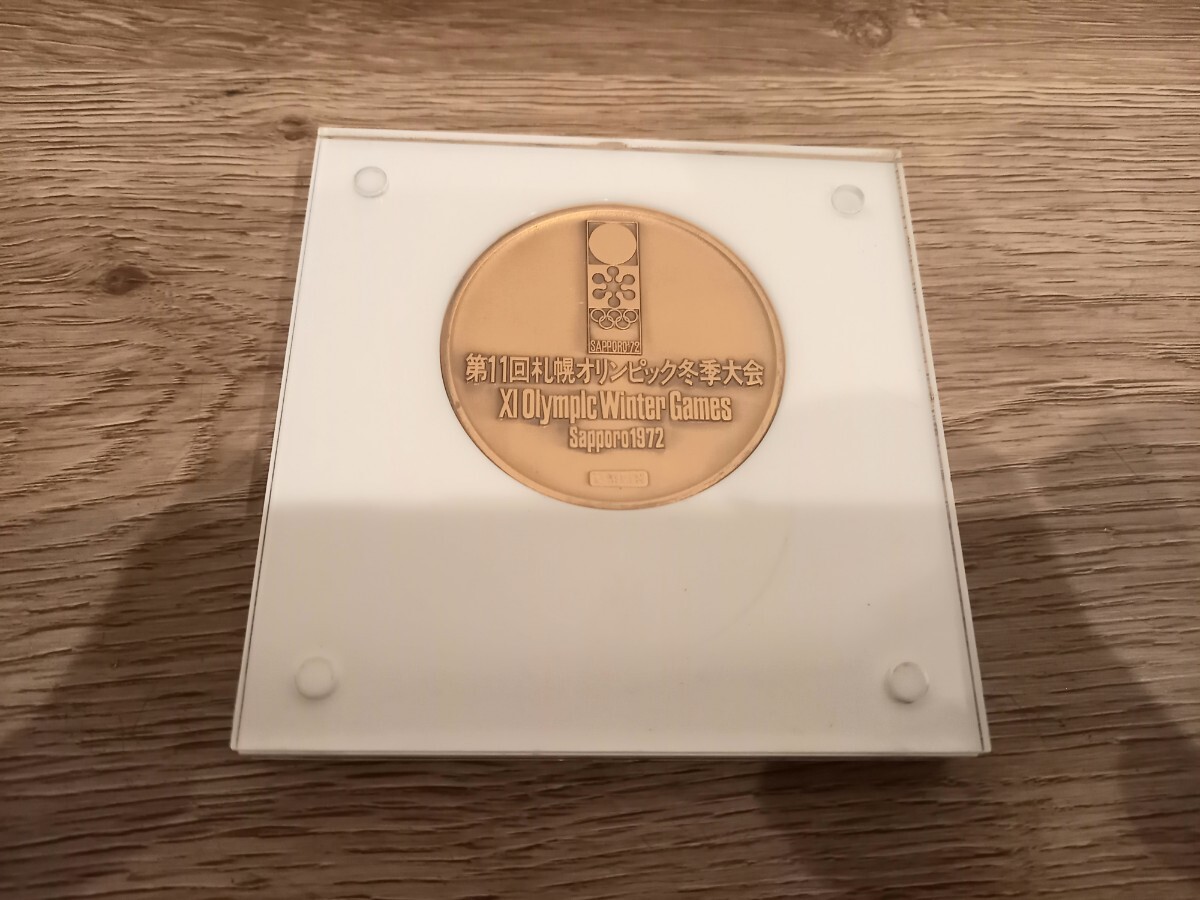 SAPPORO'72
第11回札幌オリンピック冬季大会
XI Olympic Winter Games
Sapporo1972